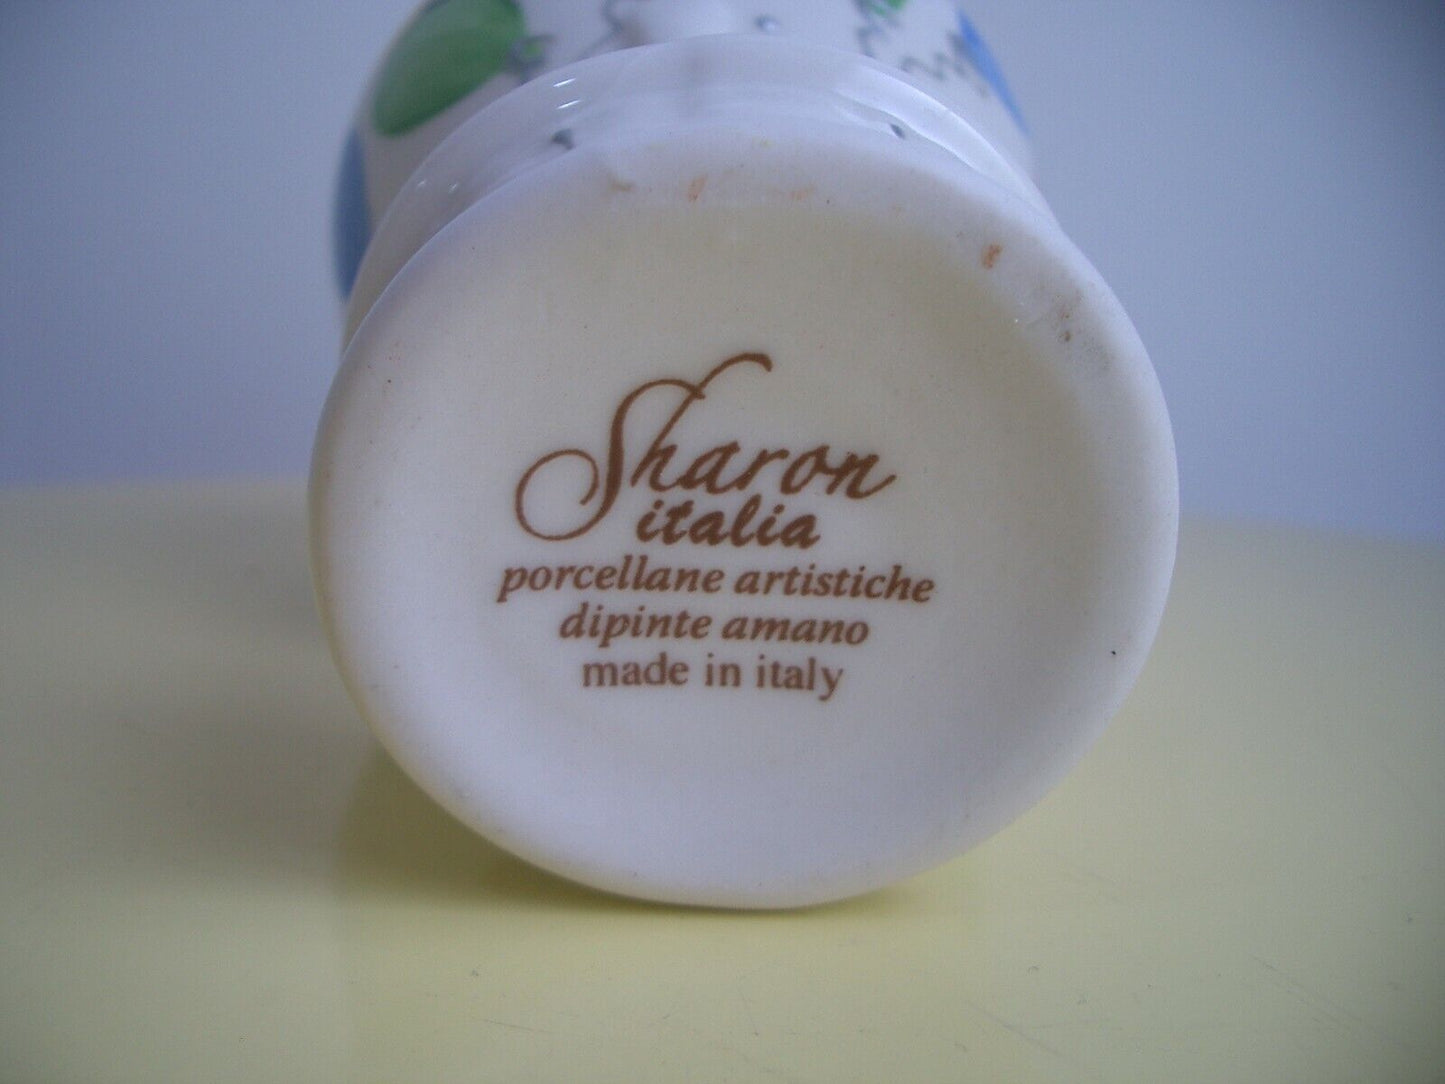 Sharon
italia
porcellane artistiche
dipinte amano
made in italy